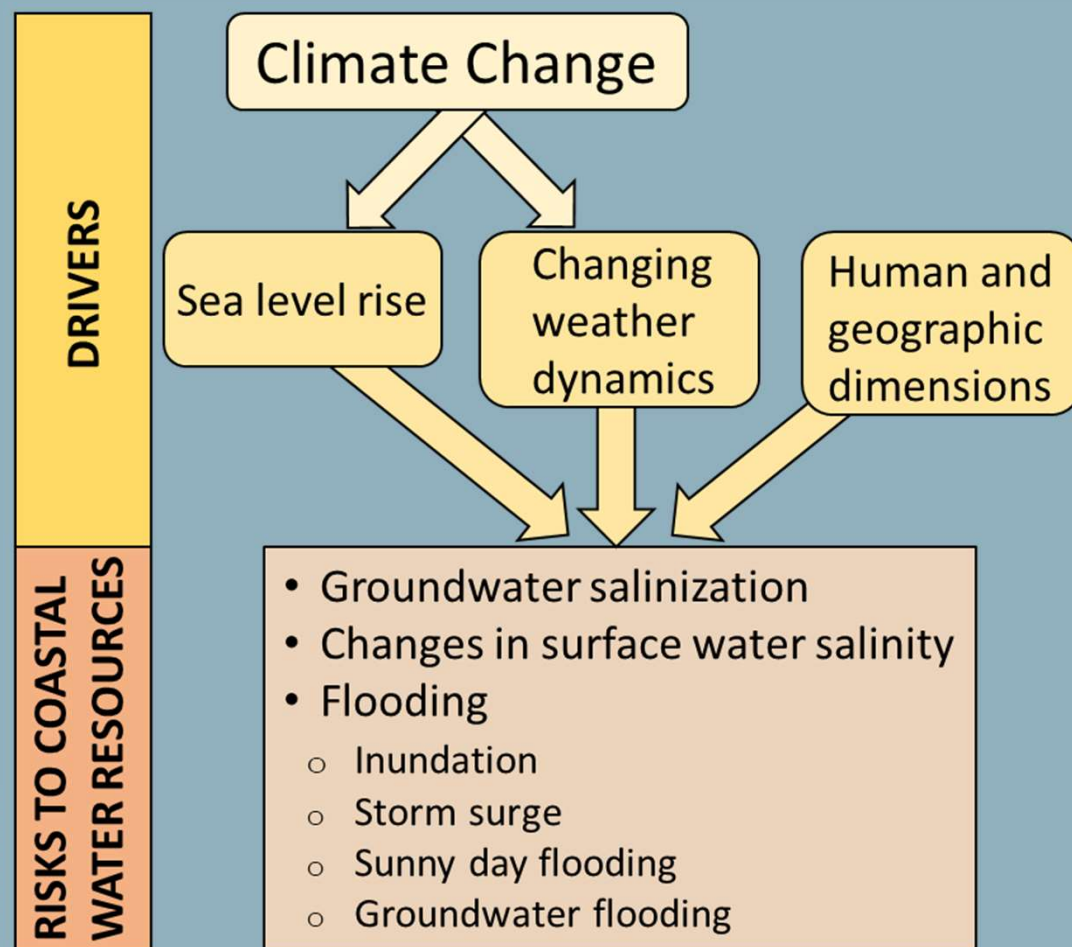 DRIVERS
Climate Change
Sea level rise
Changing
weather
dynamics
Human and
geographic
dimensions
RISKS TO COASTAL
WATER RESOURCES
• Groundwater salinization
• Changes in surface water salinity
• Flooding
o Inundation
o Storm surge
o Sunny day flooding
o Groundwater flooding